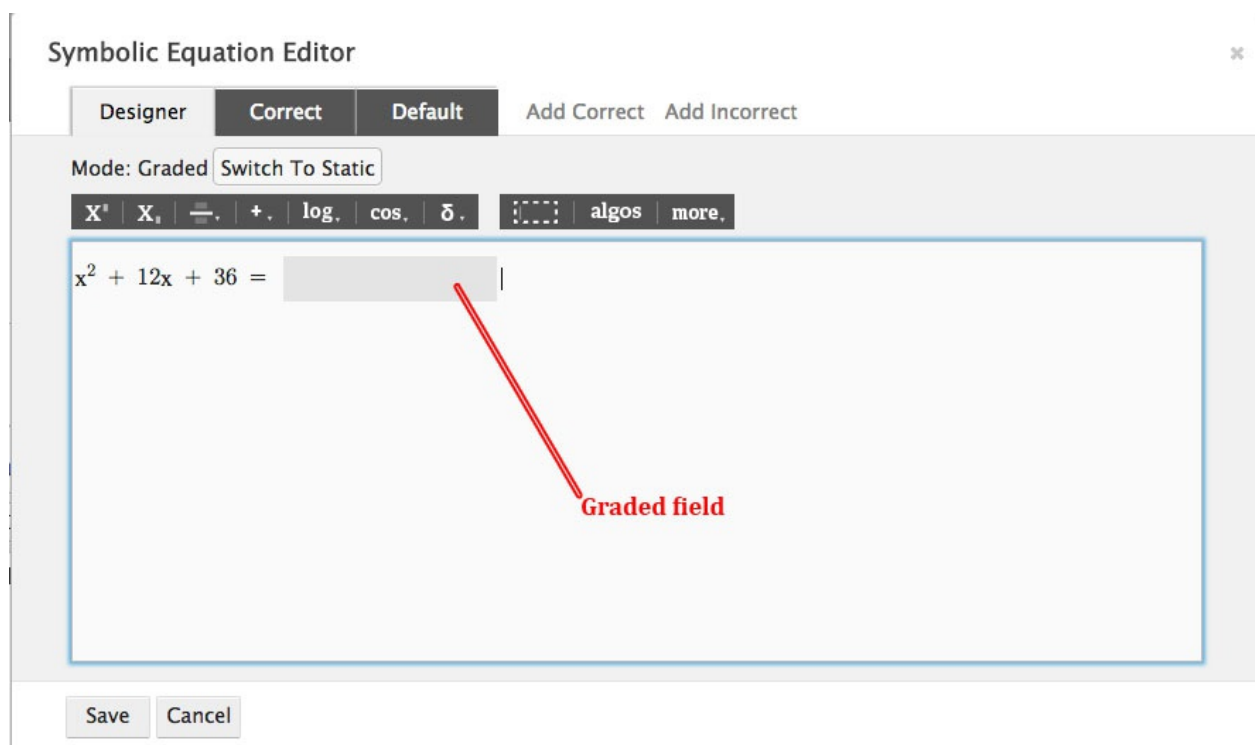 Symbolic Equation Editor ×
Designer Correct Default Add Correct Add Incorrect
Mode: Graded Switch To Static
X" X,, +, log, cos, δ, algos more,
x² + 12x + 36 =
Graded field
Save Cancel